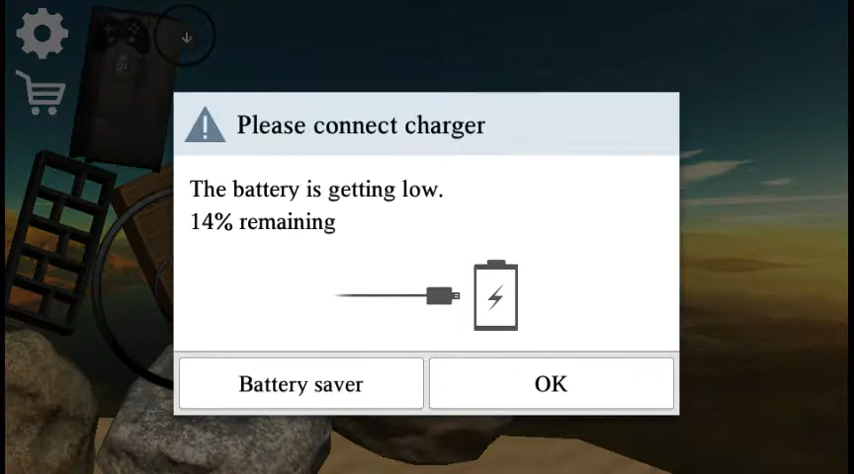 Please connect charger
The battery is getting low.
14% remaining
Battery saver
OK